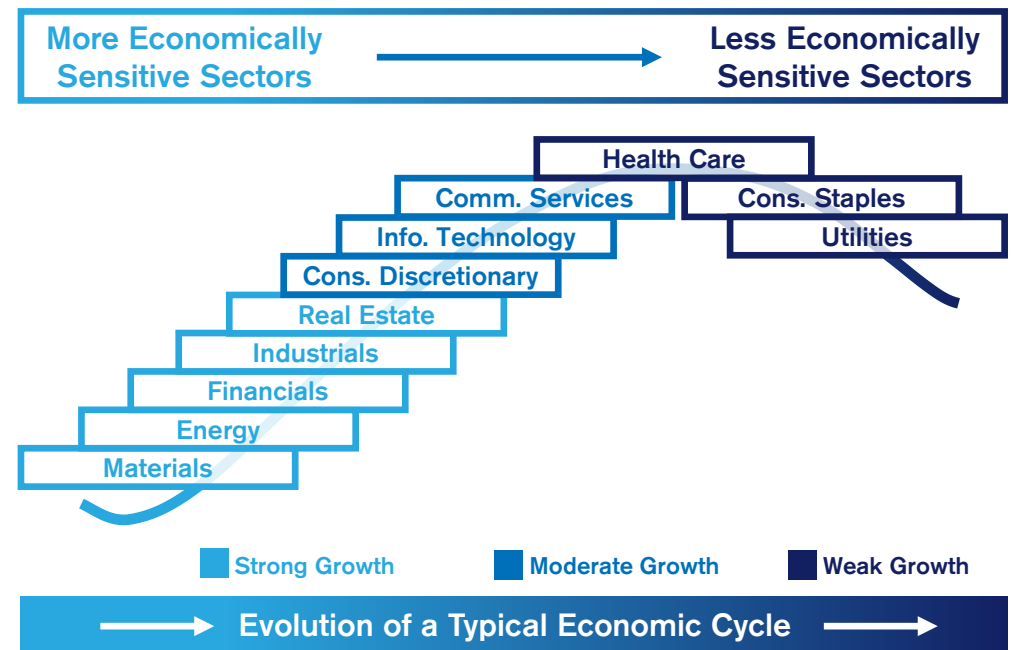 More Economically
Sensitive Sectors
Less Economically
Sensitive Sectors
Health Care
Comm. Services
Cons. Staples
Info. Technology
Utilities
Cons. Discretionary
Real Estate
Industrials
Financials
Energy
Materials
Strong Growth
Moderate Growth
Weak Growth
Evolution of a Typical Economic Cycle